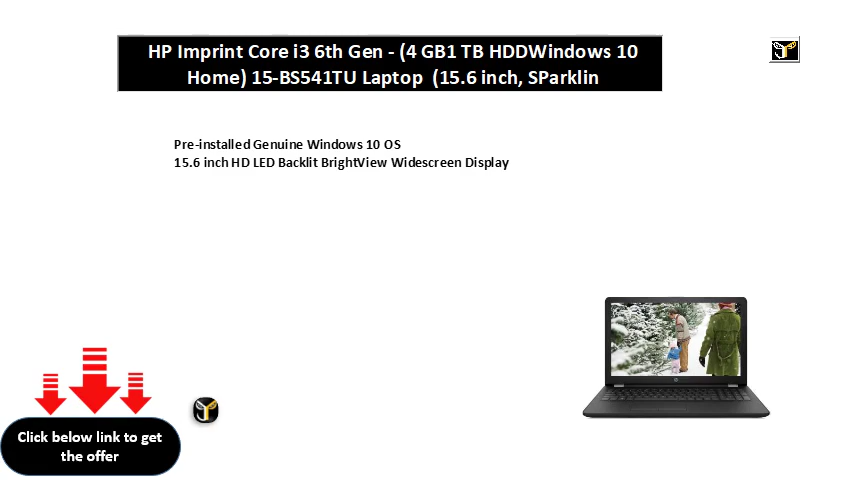 HP Imprint Core i3 6th Gen - (4 GB1 TB HDDWindows 10
Home) 15-BS541TU Laptop  (15.6 inch, SParklin
Pre-installed Genuine Windows 10 OS
15.6 inch HD LED Backlit BrightView Widescreen Display
Click below link to get
the offer